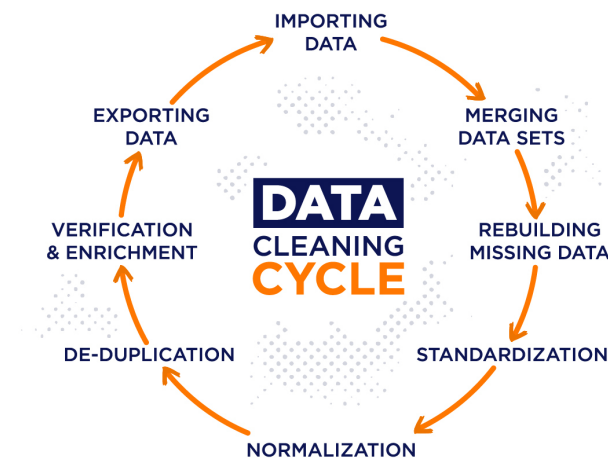 IMPORTING
DATA
MERGING
DATA SETS
REBUILDING
MISSING DATA
STANDARDIZATION
NORMALIZATION
DE-DUPLICATION
VERIFICATION
& ENRICHMENT
EXPORTING
DATA
DATA
CLEANING
CYCLE